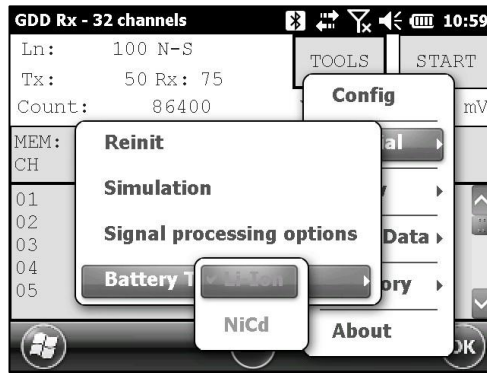 GDD Rx - 32 channels 10:59
Ln: 100 N-S
Tx: 50 Rx: 75
Count: 86400
TOOLS
START
mV
MEM:
CH
01
02
03
04
05
Config
Reinit
Simulation
Signal processing options
Battery T
Li-Ion
NiCd
Data
ory
About
OK